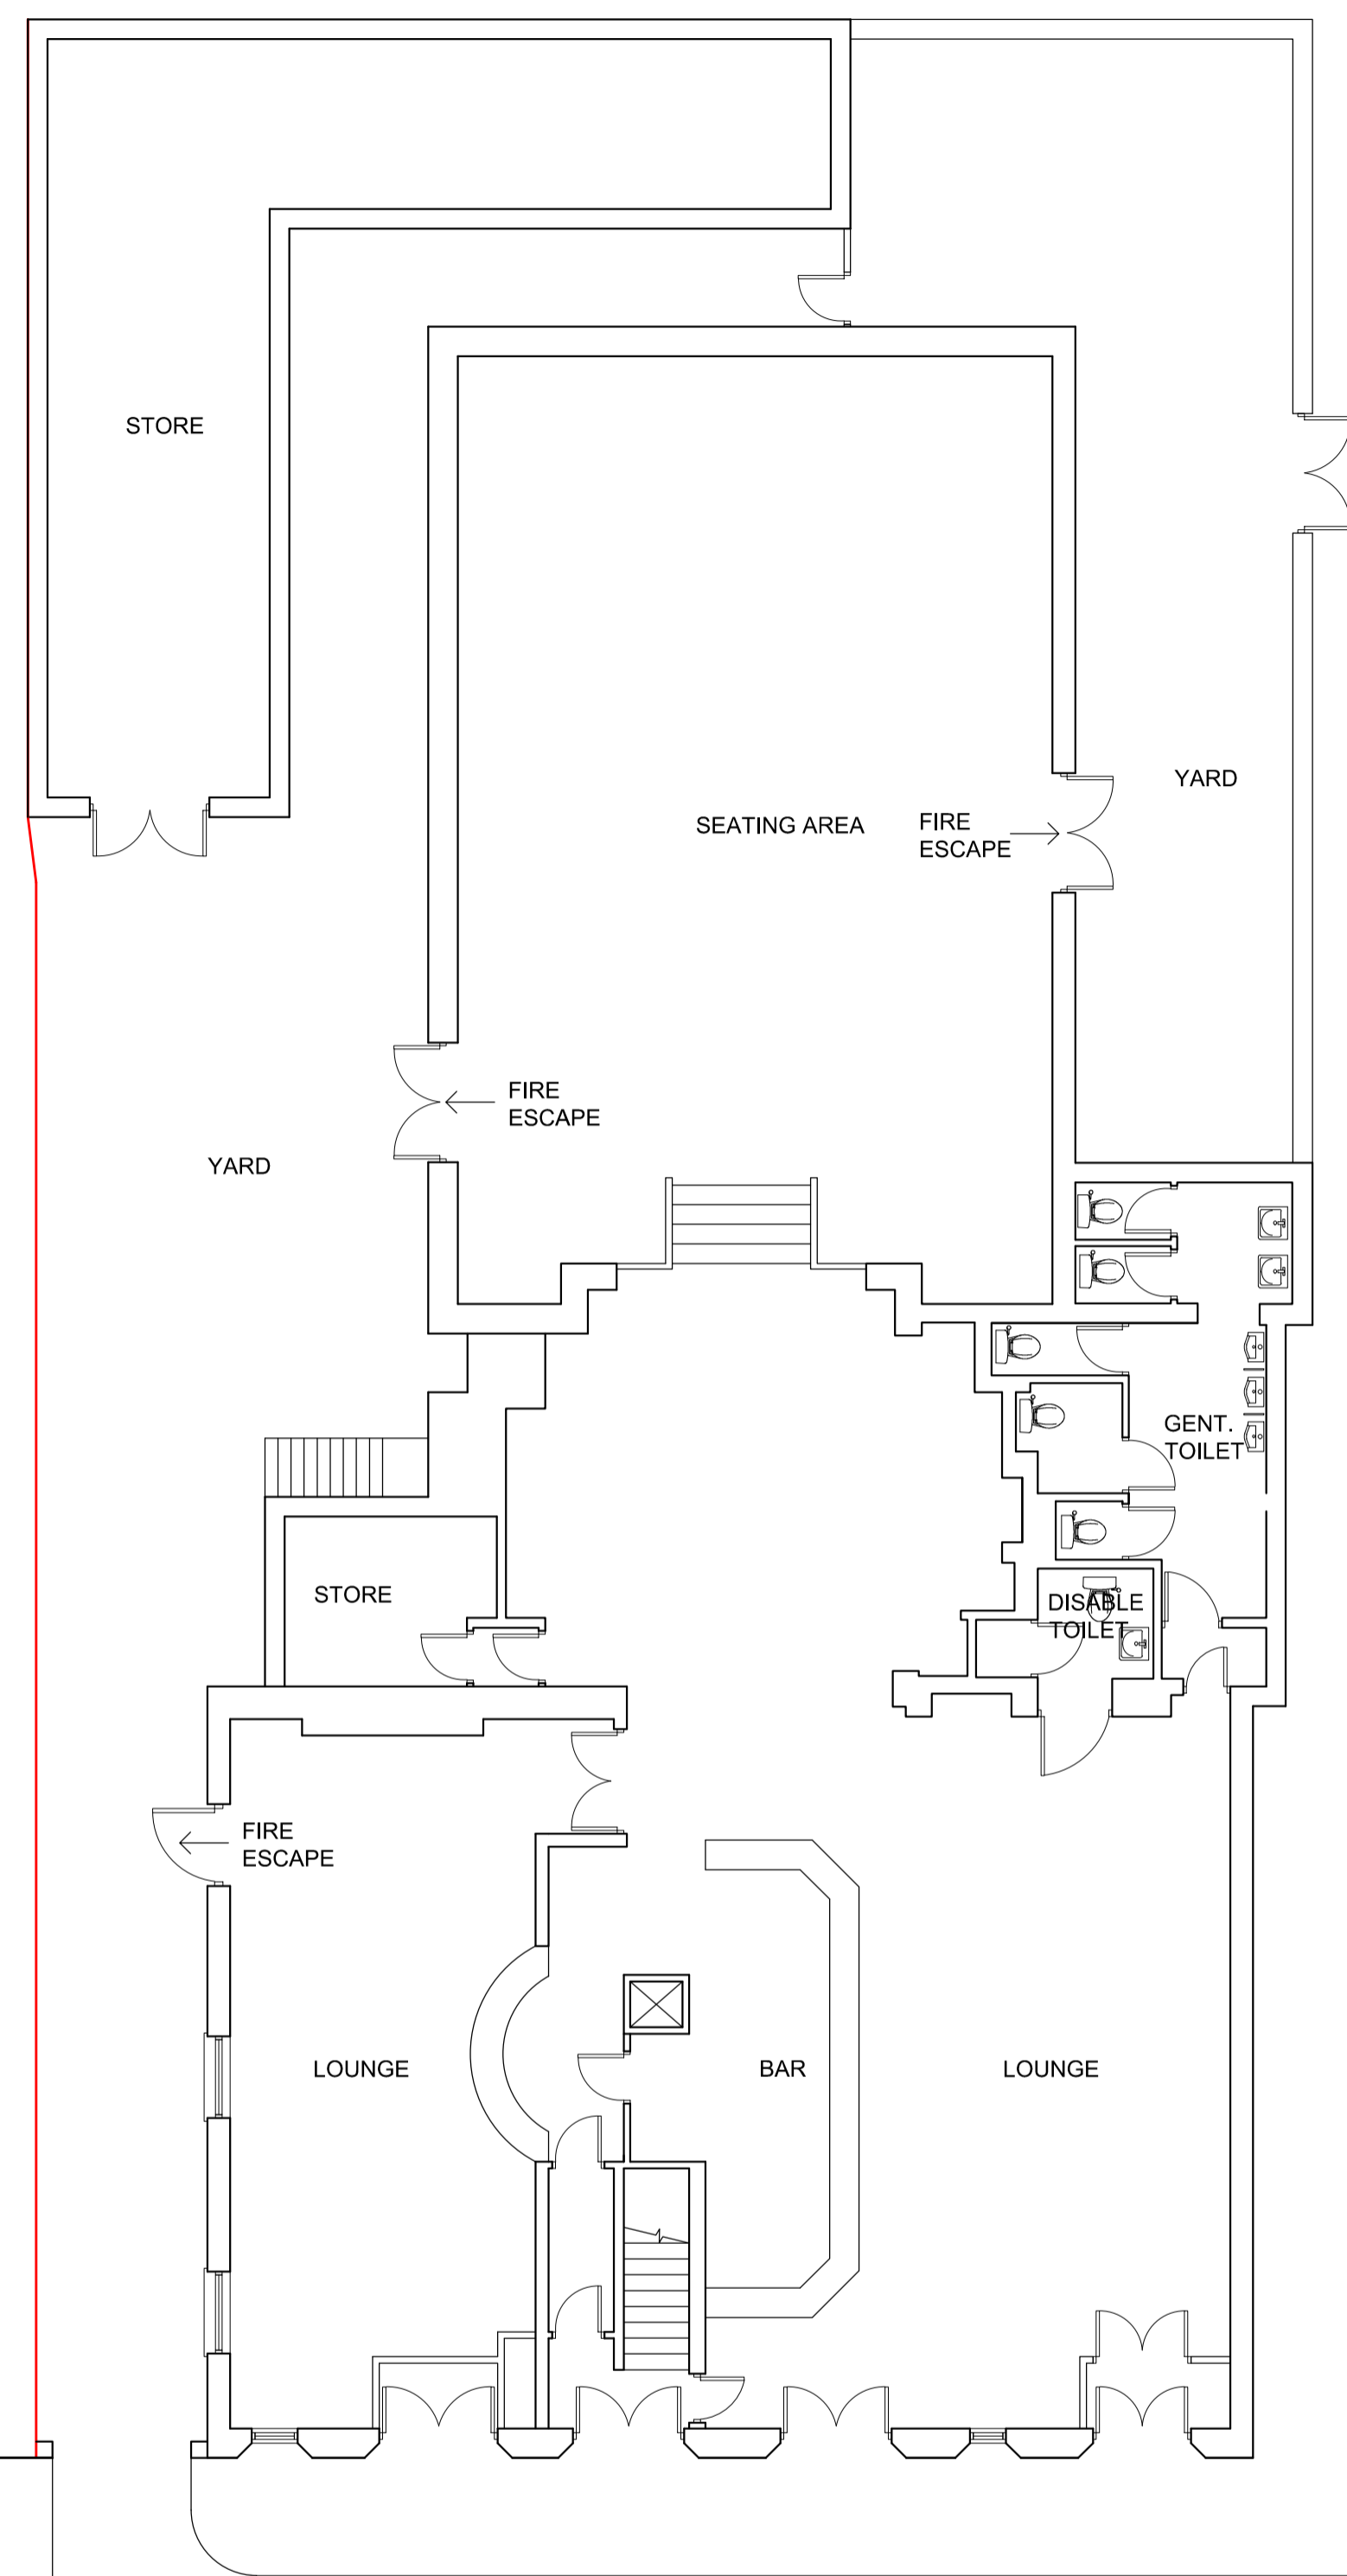 STORE
YARD
SEATING AREA
FIRE
ESCAPE
FIRE
ESCAPE
YARD
GENT.
TOILET
STORE
DISABLE
TOILET
FIRE
ESCAPE
LOUNGE
BAR
LOUNGE